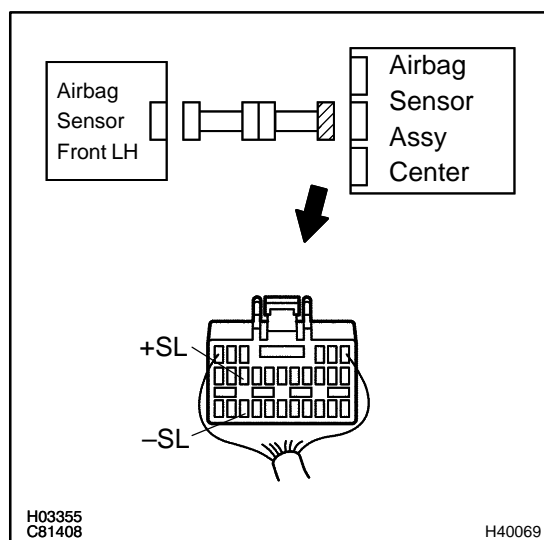 Airbag
Sensor
Front LH
Airbag
Sensor
Assy
Center
+SL
–SL
H03355
C81408
H40069